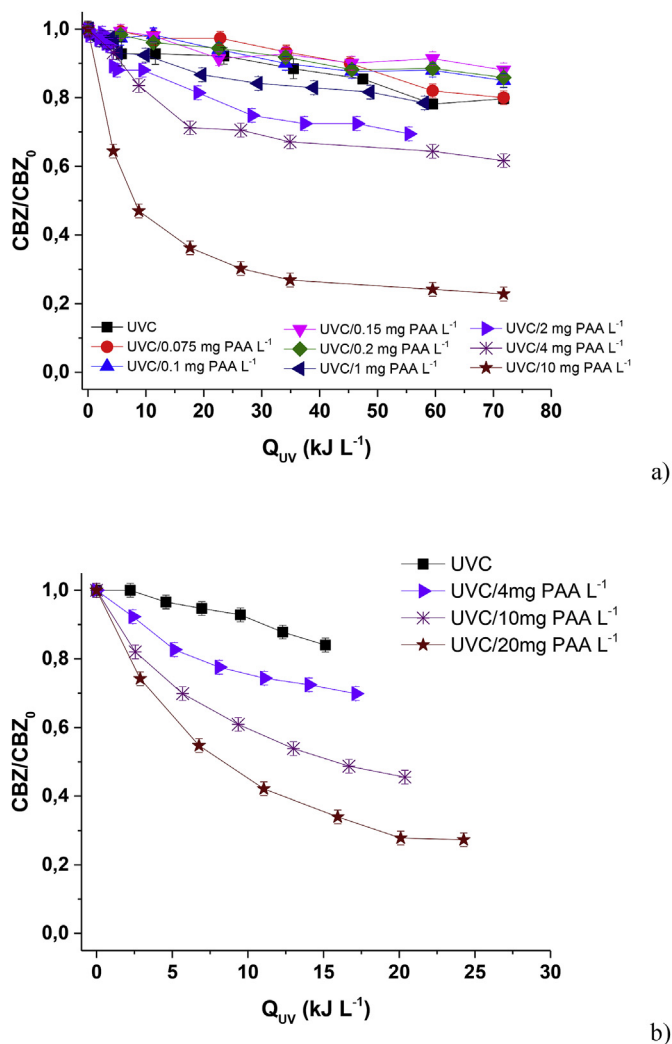 1,0
0,8
0,6
0,4
0,2
0,0
CBZ/CBZ₀
UVC
UVC/0.075 mg PAA L⁻¹
UVC/0.1 mg PAA L⁻¹
UVC/0.15 mg PAA L⁻¹
UVC/0.2 mg PAA L⁻¹
UVC/1 mg PAA L⁻¹
UVC/2 mg PAA L⁻¹
UVC/4 mg PAA L⁻¹
UVC/10 mg PAA L⁻¹
0 10 20 30 40 50 60 70 80
Q_UV (kJ L⁻¹)
a)
UVC
UVC/4mg PAA L⁻¹
UVC/10mg PAA L⁻¹
UVC/20mg PAA L⁻¹
1,0
0,8
0,6
0,4
0,2
0,0
CBZ/CBZ₀
0 5 10 15 20 25 30
Q_UV (kJ L⁻¹)
b)